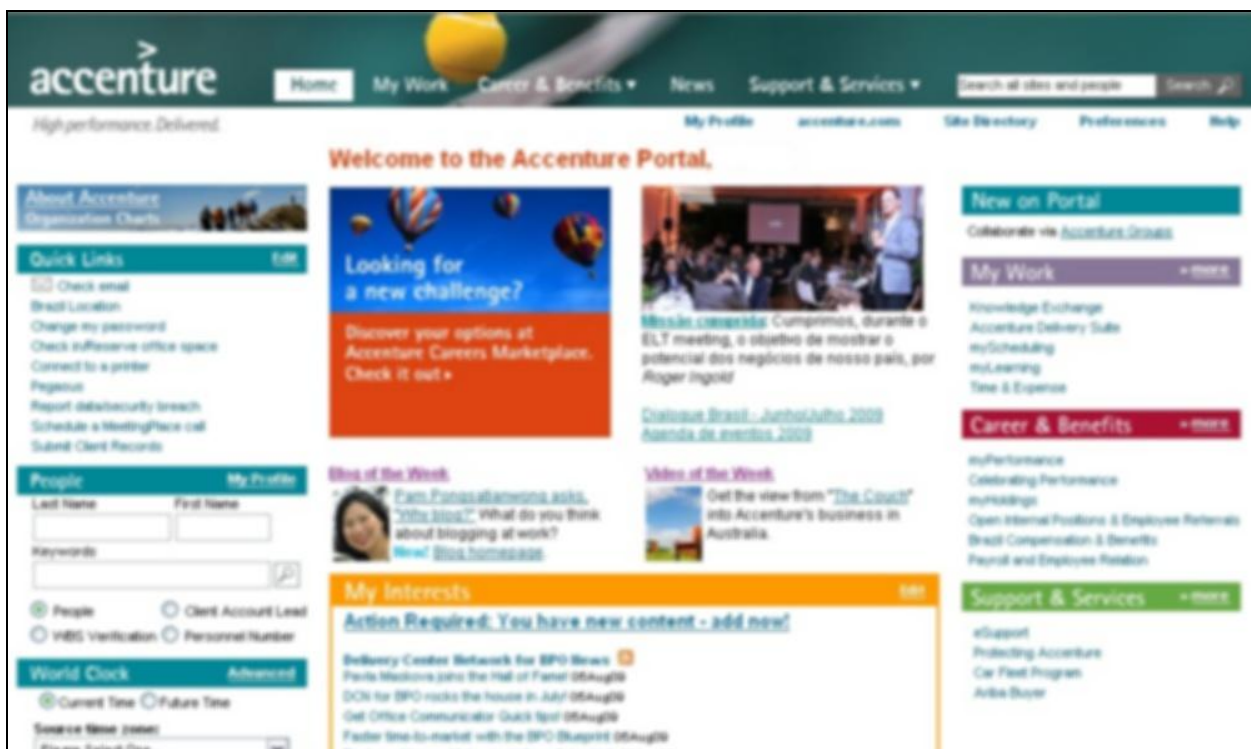 accenture
High performance. Delivered.
Home My Work Career & Benefits News Support & Services Search all sites and people Search
My Profile accenture.com Site Directory Preferences Help
Welcome to the Accenture Portal,
About Accenture
Organization Charts
Quick Links Edit
Check email
Brazil Location
Change my password
Check in/Reserve office space
Connect to a printer
Pegasus
Report data/security breach
Schedule a MeetingPlace call
Submit Client Records
People My Profile
Last Name First Name
Keywords
People Client Account Lead
WBS Verification Personnel Number
World Clock Advanced
Current Time Future Time
Source time zone:
Please Select One
Looking for
a new challenge?
Discover your options at
Accenture Careers Marketplace.
Check it out »
Missão cumprida: Cumprimos, durante o
ELT meeting, o objetivo de mostrar o
potencial dos negócios de nosso país, por
Roger Ingold
Dialogue Brasil - Junho/Julho 2009
Agenda de eventos 2009
Blog of the Week
Pam Pongsatianwong asks,
"Why blog?" What do you think
about blogging at work?
New! Blog homepage.
Video of the Week
Get the view from "The Couch"
into Accenture's business in
Australia.
My Interests Edit
Action Required: You have new content - add now!
Delivery Center Network for BPO News
Pavla Mackova joins the Hall of Fame! 05Aug09
DCN for BPO rocks the house in July! 05Aug09
Get Office Communicator Quick tips! 05Aug09
Faster time-to-market with the BPO Blueprint 05Aug09
New on Portal
Collaborate via Accenture Groups
My Work » more
Knowledge Exchange
Accenture Delivery Suite
myScheduling
myLearning
Time & Expense
Career & Benefits » more
myPerformance
Celebrating Performance
myHoldings
Open Internal Positions & Employee Referrals
Brazil Compensation & Benefits
Payroll and Employee Relation
Support & Services » more
eSupport
Protecting Accenture
Car Fleet Program
Ariba Buyer